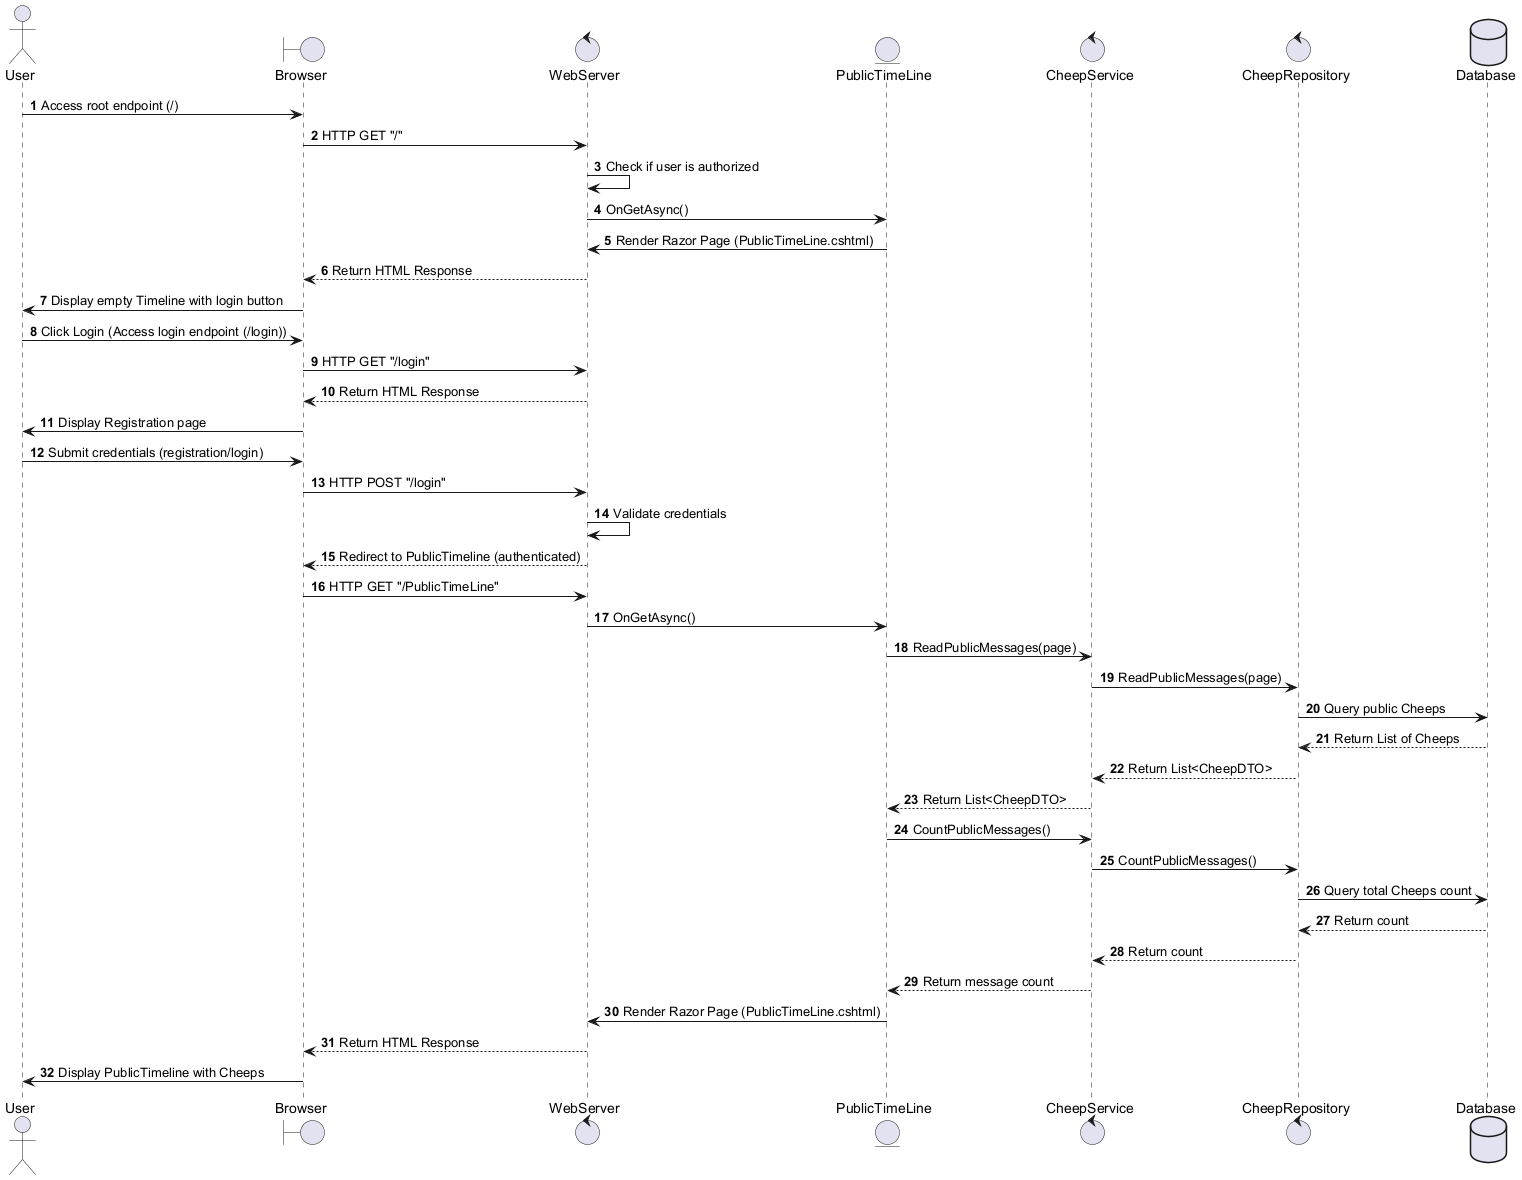 User
Browser
WebServer
PublicTimeLine
CheepService
CheepRepository
Database
1 Access root endpoint (/)
2 HTTP GET "/"
3 Check if user is authorized
4 OnGetAsync()
5 Render Razor Page (PublicTimeLine.cshtml)
6 Return HTML Response
7 Display empty Timeline with login button
8 Click Login (Access login endpoint (/login))
9 HTTP GET "/login"
10 Return HTML Response
11 Display Registration page
12 Submit credentials (registration/login)
13 HTTP POST "/login"
14 Validate credentials
15 Redirect to PublicTimeline (authenticated)
16 HTTP GET "/PublicTimeLine"
17 OnGetAsync()
18 ReadPublicMessages(page)
19 ReadPublicMessages(page)
20 Query public Cheeps
21 Return List of Cheeps
22 Return List<CheepDTO>
23 Return List<CheepDTO>
24 CountPublicMessages()
25 CountPublicMessages()
26 Query total Cheeps count
27 Return count
28 Return count
29 Return message count
30 Render Razor Page (PublicTimeLine.cshtml)
31 Return HTML Response
32 Display PublicTimeline with Cheeps
User
Browser
WebServer
PublicTimeLine
CheepService
CheepRepository
Database